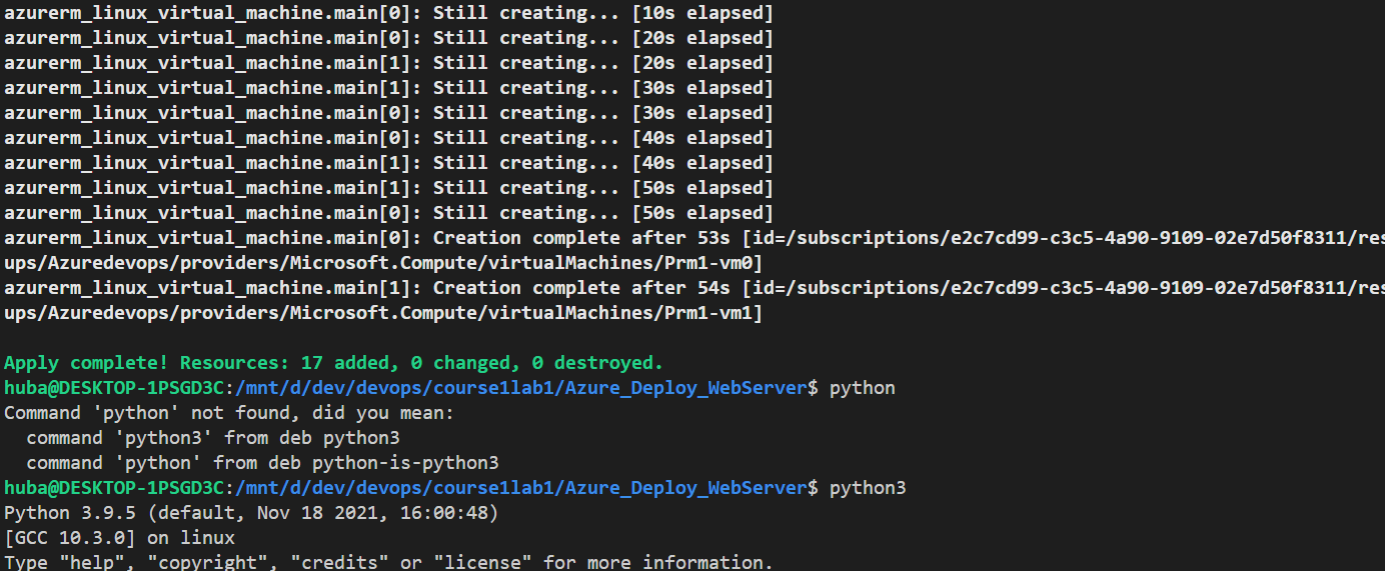 azurerm_linux_virtual_machine.main[0]: Still creating... [10s elapsed]
azurerm_linux_virtual_machine.main[0]: Still creating... [20s elapsed]
azurerm_linux_virtual_machine.main[1]: Still creating... [20s elapsed]
azurerm_linux_virtual_machine.main[1]: Still creating... [30s elapsed]
azurerm_linux_virtual_machine.main[0]: Still creating... [30s elapsed]
azurerm_linux_virtual_machine.main[0]: Still creating... [40s elapsed]
azurerm_linux_virtual_machine.main[1]: Still creating... [40s elapsed]
azurerm_linux_virtual_machine.main[1]: Still creating... [50s elapsed]
azurerm_linux_virtual_machine.main[0]: Still creating... [50s elapsed]
azurerm_linux_virtual_machine.main[0]: Creation complete after 53s [id=/subscriptions/e2c7cd99-c3c5-4a90-9109-02e7d50f8311/res
ups/Azuredevops/providers/Microsoft.Compute/virtualMachines/Prm1-vm0]
azurerm_linux_virtual_machine.main[1]: Creation complete after 54s [id=/subscriptions/e2c7cd99-c3c5-4a90-9109-02e7d50f8311/res
ups/Azuredevops/providers/Microsoft.Compute/virtualMachines/Prm1-vm1]
Apply complete! Resources: 17 added, 0 changed, 0 destroyed.
huba@DESKTOP-1PSGD3C:/mnt/d/dev/devops/course1lab1/Azure_Deploy_WebServer$ python
Command 'python' not found, did you mean:
command 'python3' from deb python3
command 'python' from deb python-is-python3
huba@DESKTOP-1PSGD3C:/mnt/d/dev/devops/course1lab1/Azure_Deploy_WebServer$ python3
Python 3.9.5 (default, Nov 18 2021, 16:00:48)
[GCC 10.3.0] on linux
Type "help", "copyright", "credits" or "license" for more information.